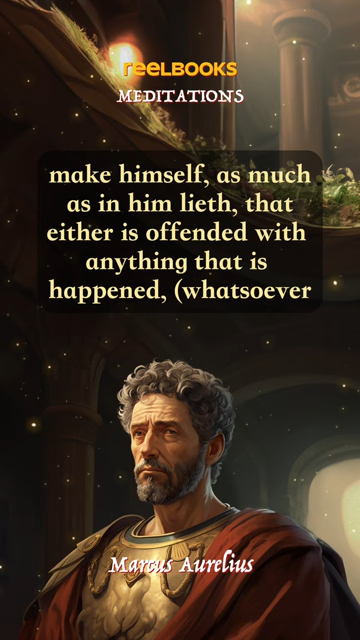 reelbooks
MEDITATIONS
make himself, as much
as in him lieth, that
either is offended with
anything that is
happened, (whatsoever
Marcus Aurelius